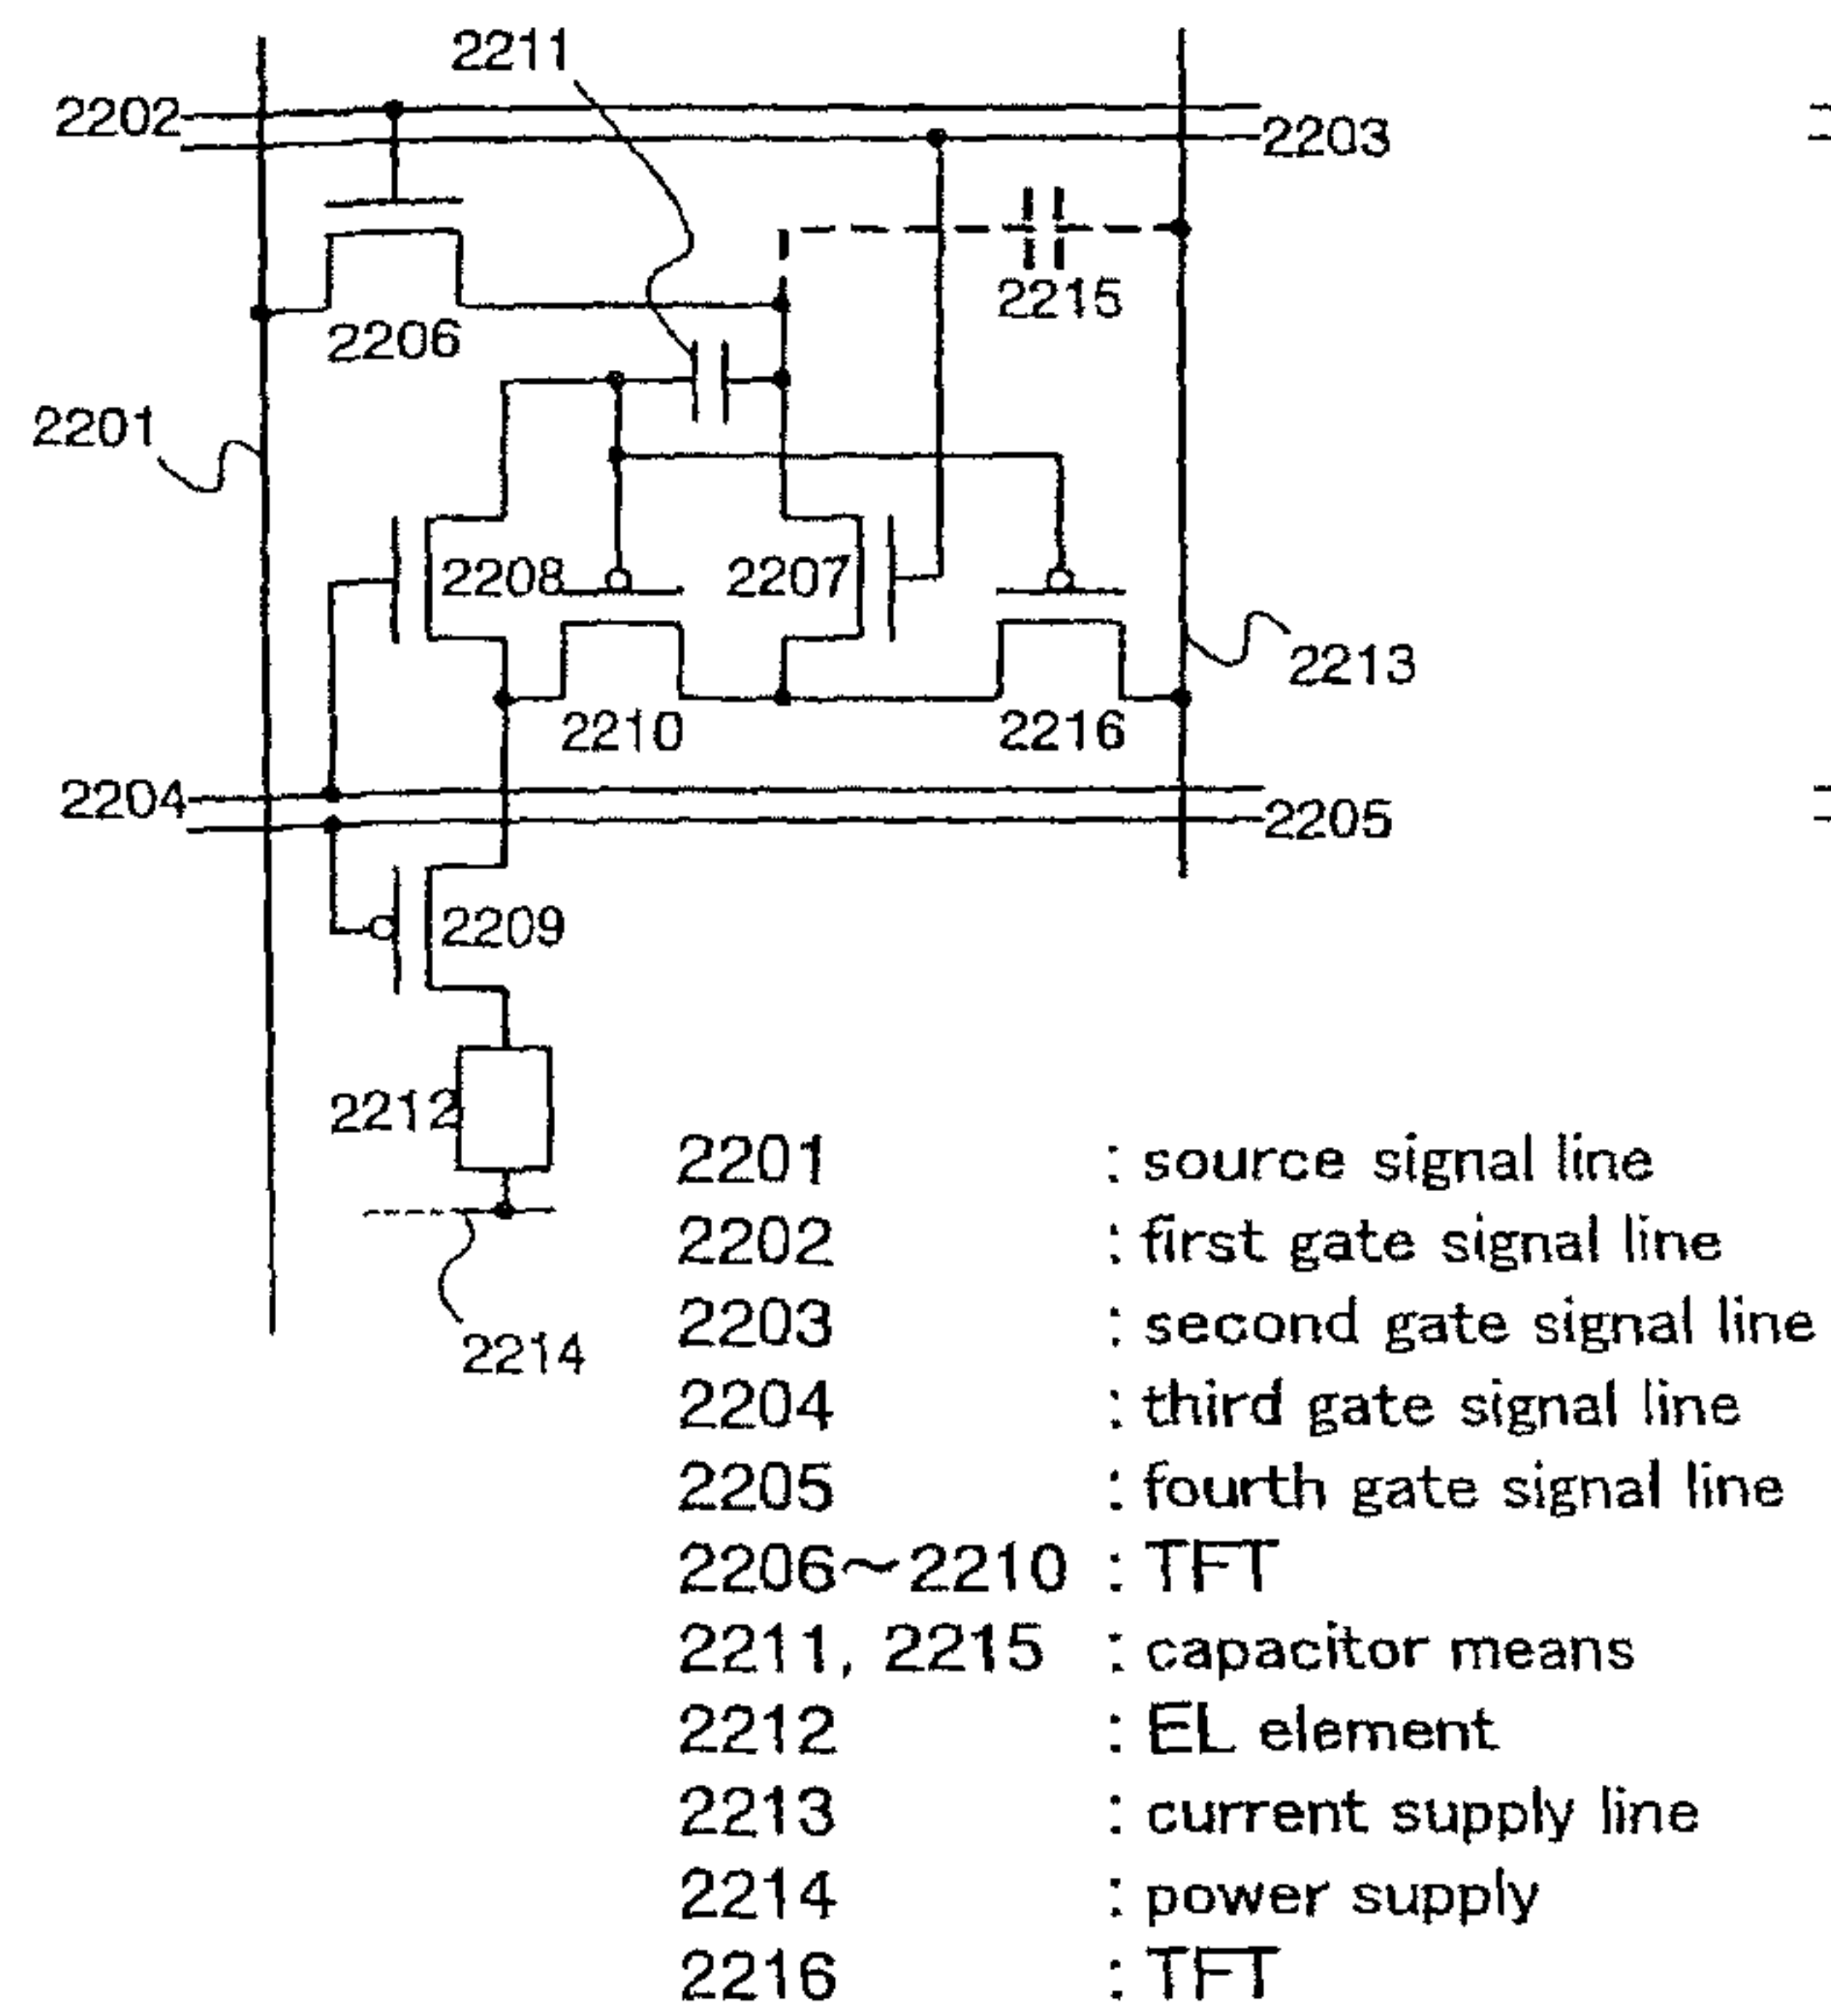 2211
2202
2203
2215
2206
2201
2208
2207
2213
2210
2216
2204
2205
2209
2212
2214
2201 : source signal line
2202 : first gate signal line
2203 : second gate signal line
2204 : third gate signal line
2205 : fourth gate signal line
2206~2210 : TFT
2211, 2215 : capacitor means
2212 : EL element
2213 : current supply line
2214 : power supply
2216 : TFT